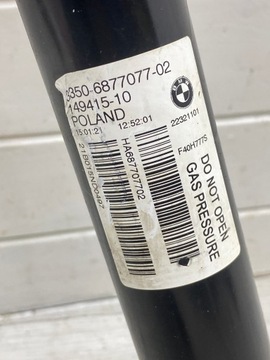 3350-6877077-02
149415-10
POLAND
15:01:21 12:52:01 22321101
HA687707702
F40H777S
DO NOT OPEN
GAS PRESSURE